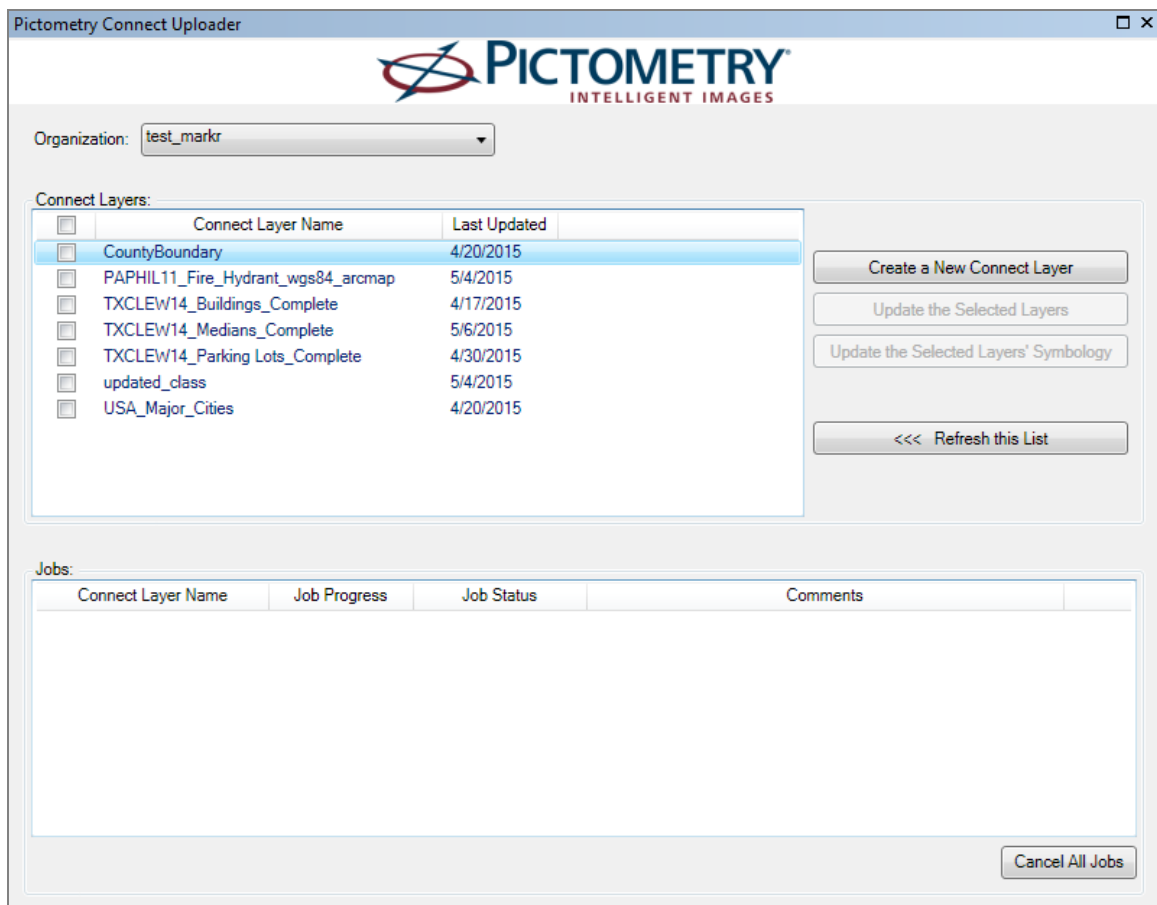 Pictometry Connect Uploader
PICTOMETRY®
INTELLIGENT IMAGES
Organization: test_markr
Connect Layers:
Connect Layer Name Last Updated
CountyBoundary 4/20/2015
PAPHIL11_Fire_Hydrant_wgs84_arcmap 5/4/2015
TXCLEW14_Buildings_Complete 4/17/2015
TXCLEW14_Medians_Complete 5/6/2015
TXCLEW14_Parking Lots_Complete 4/30/2015
updated_class 5/4/2015
USA_Major_Cities 4/20/2015
Create a New Connect Layer
Update the Selected Layers
Update the Selected Layers' Symbology
<<< Refresh this List
Jobs:
Connect Layer Name Job Progress Job Status Comments
Cancel All Jobs